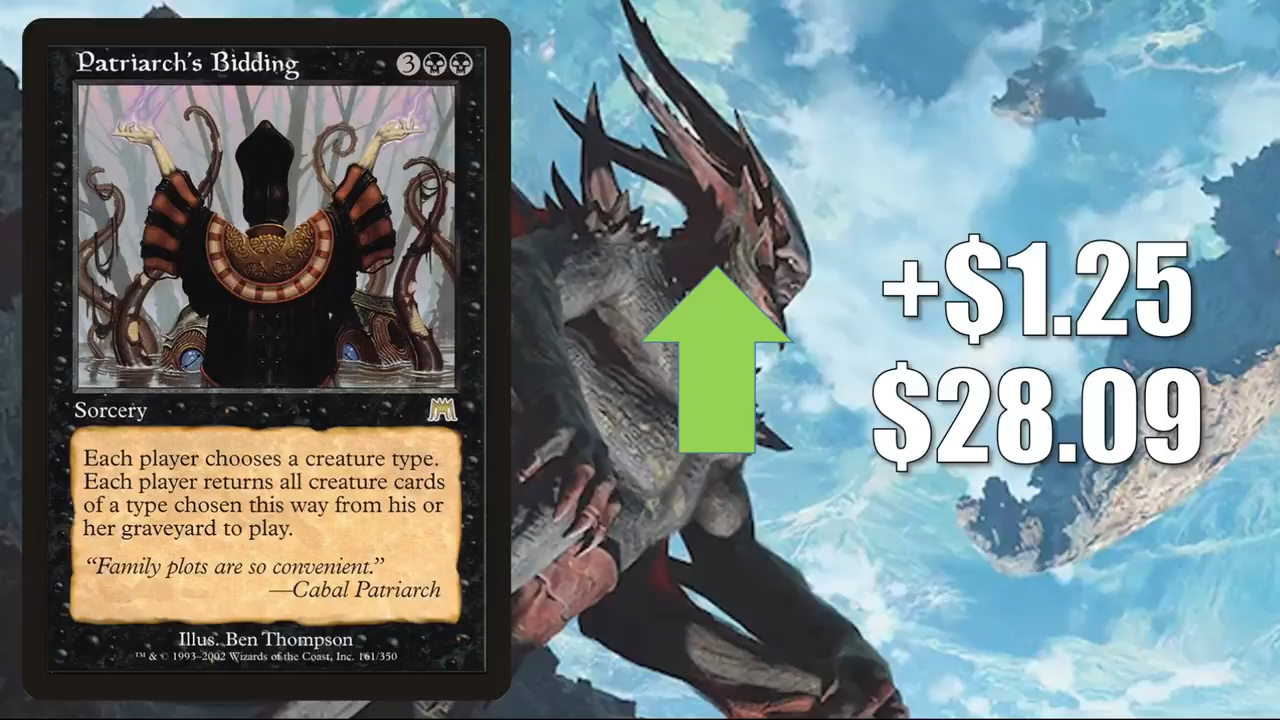 Patriarch's Bidding 3
Sorcery
Each player chooses a creature type.
Each player returns all creature cards
of a type chosen this way from his or
her graveyard to play.
“Family plots are so convenient.”
—Cabal Patriarch
Illus. Ben Thompson
™ & © 1993–2002 Wizards of the Coast, Inc. 161/350
+$1.25
$28.09